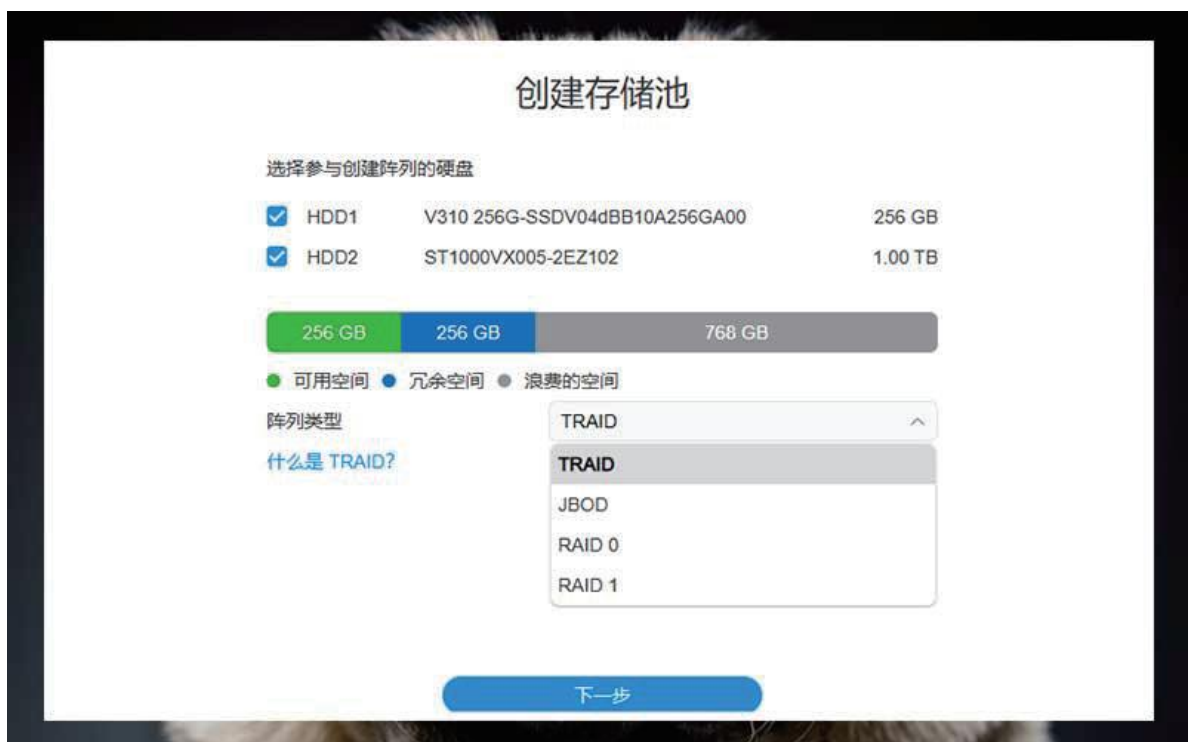 创建存储池
选择参与创建阵列的硬盘
HDD1 V310 256G-SSDV04dBB10A256GA00 256 GB
HDD2 ST1000VX005-2EZ102 1.00 TB
256 GB 256 GB 768 GB
可用空间 冗余空间 浪费的空间
阵列类型 TRAID
什么是 TRAID?
TRAID
JBOD
RAID 0
RAID 1
下一步